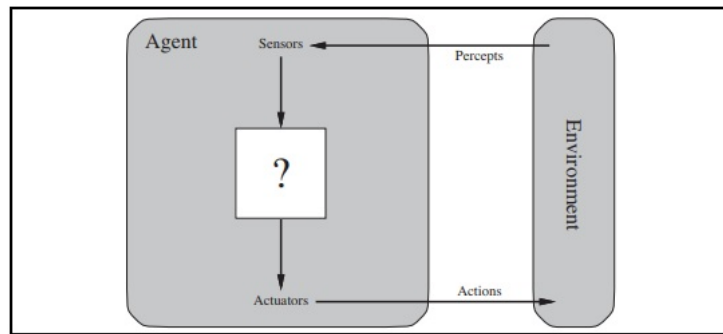 Agent
Sensors
Percepts
?
Environment
Actuators
Actions